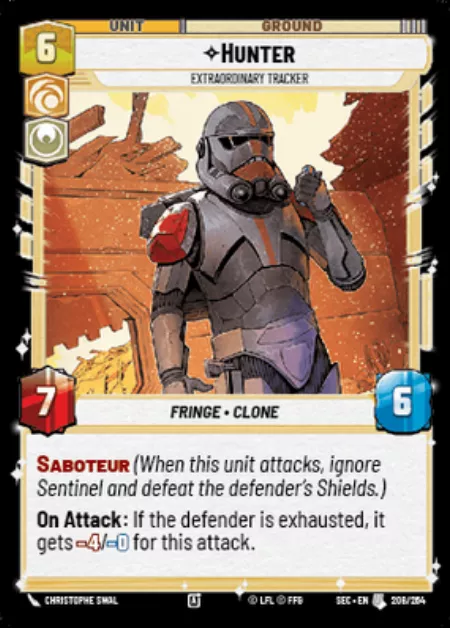 6
UNIT
GROUND
HUNTER
EXTRAORDINARY TRACKER
7
FRINGE • CLONE
6
SABOTEUR (When this unit attacks, ignore
Sentinel and defeat the defender's Shields.)
On Attack: If the defender is exhausted, it
gets -4/-0 for this attack.
CHRISTOPHE SWAL
A
© LFL © FFG
SEC • EN
208/264